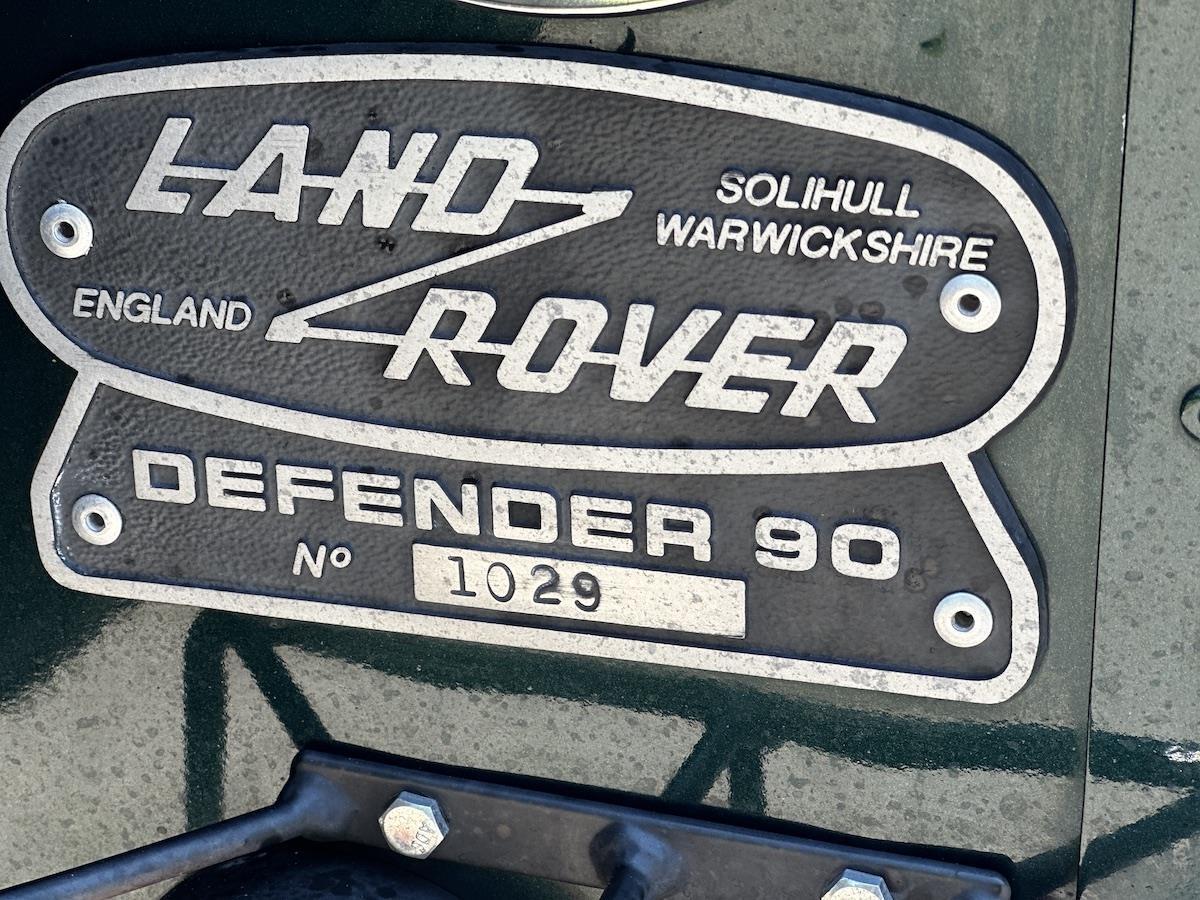 LAND
SOLIHULL
WARWICKSHIRE
ENGLAND
ROVER
DEFENDER 90
Nº 1029